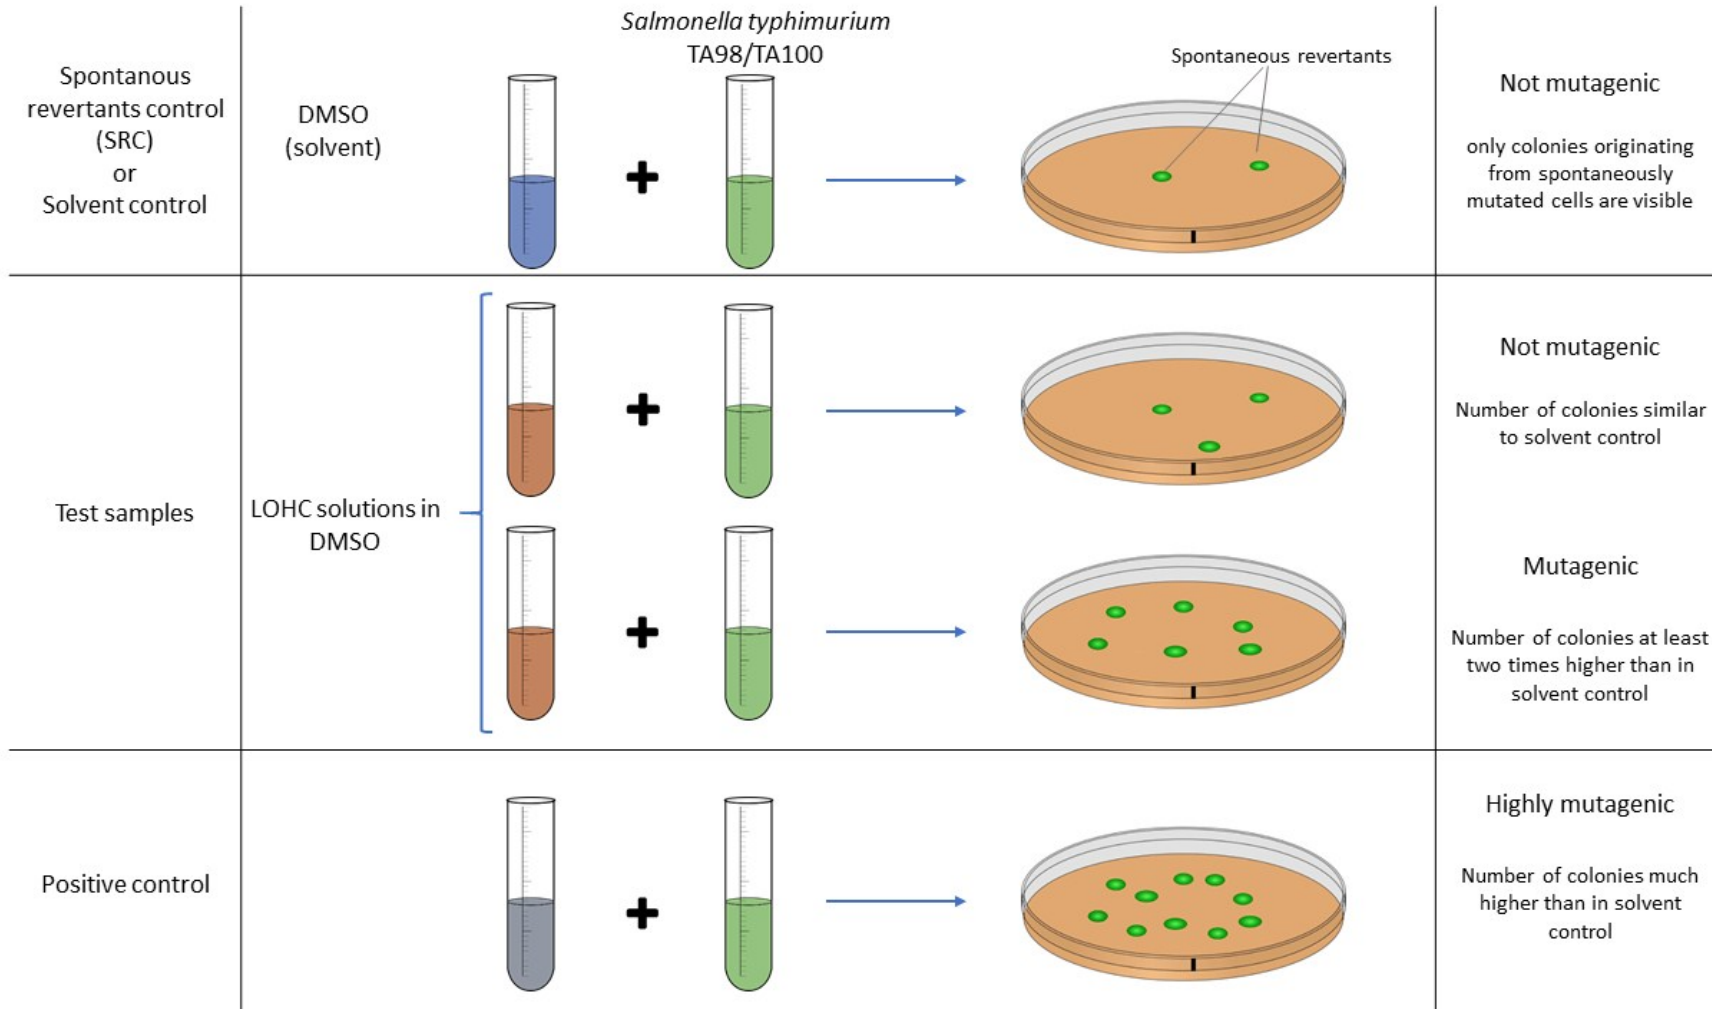 Salmonella typhimurium
TA98/TA100
Spontanous
revertants control
(SRC)
or
Solvent control
DMSO
(solvent)
Spontaneous revertants
Not mutagenic
only colonies originating
from spontaneously
mutated cells are visible
Test samples
LOHC solutions in
DMSO
Not mutagenic
Number of colonies similar
to solvent control
Mutagenic
Number of colonies at least
two times higher than in
solvent control
Positive control
Highly mutagenic
Number of colonies much
higher than in solvent
control